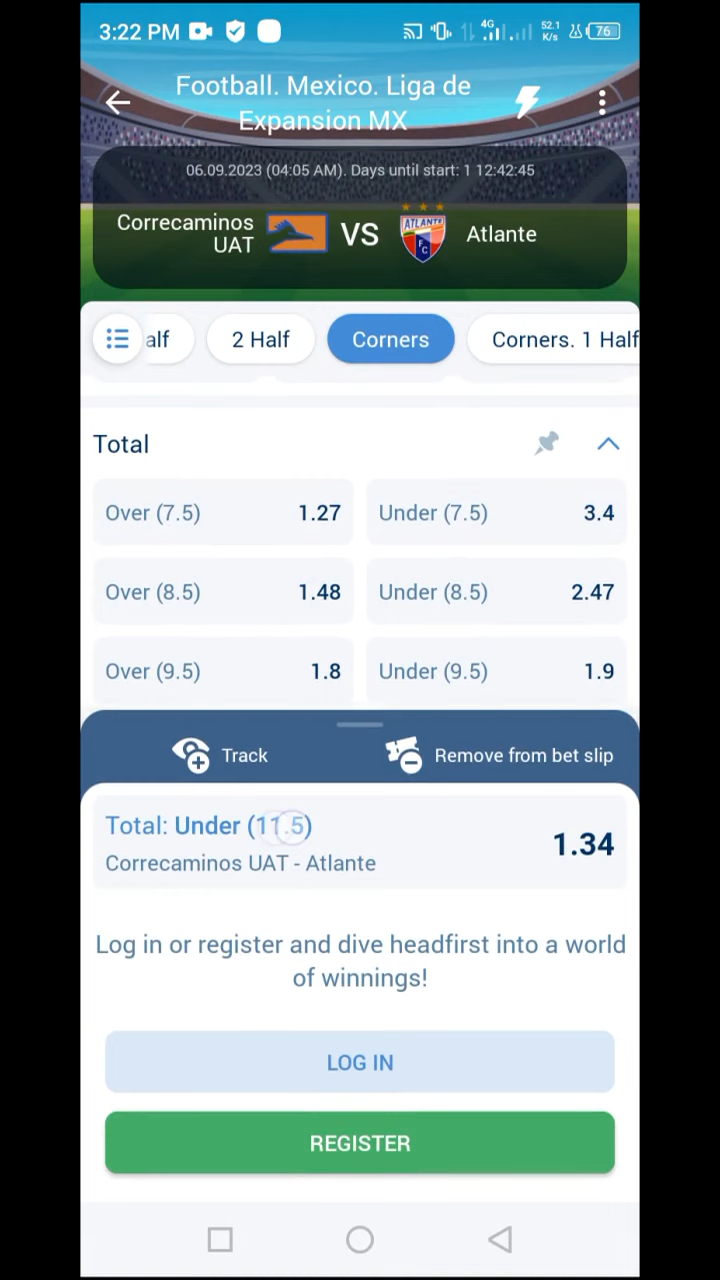 3:22 PM
4G
52.1
K/s
76
Football. Mexico. Liga de
Expansion MX
06.09.2023 (04:05 AM). Days until start: 1 12:42:45
Correcaminos
UAT
VS
ATLANTE
F
C
Atlante
alf
2 Half
Corners
Corners. 1 Half
Total
Over (7.5)
1.27
Under (7.5)
3.4
Over (8.5)
1.48
Under (8.5)
2.47
Over (9.5)
1.8
Under (9.5)
1.9
Track
Remove from bet slip
Total: Under (11.5)
1.34
Correcaminos UAT - Atlante
Log in or register and dive headfirst into a world
of winnings!
LOG IN
REGISTER